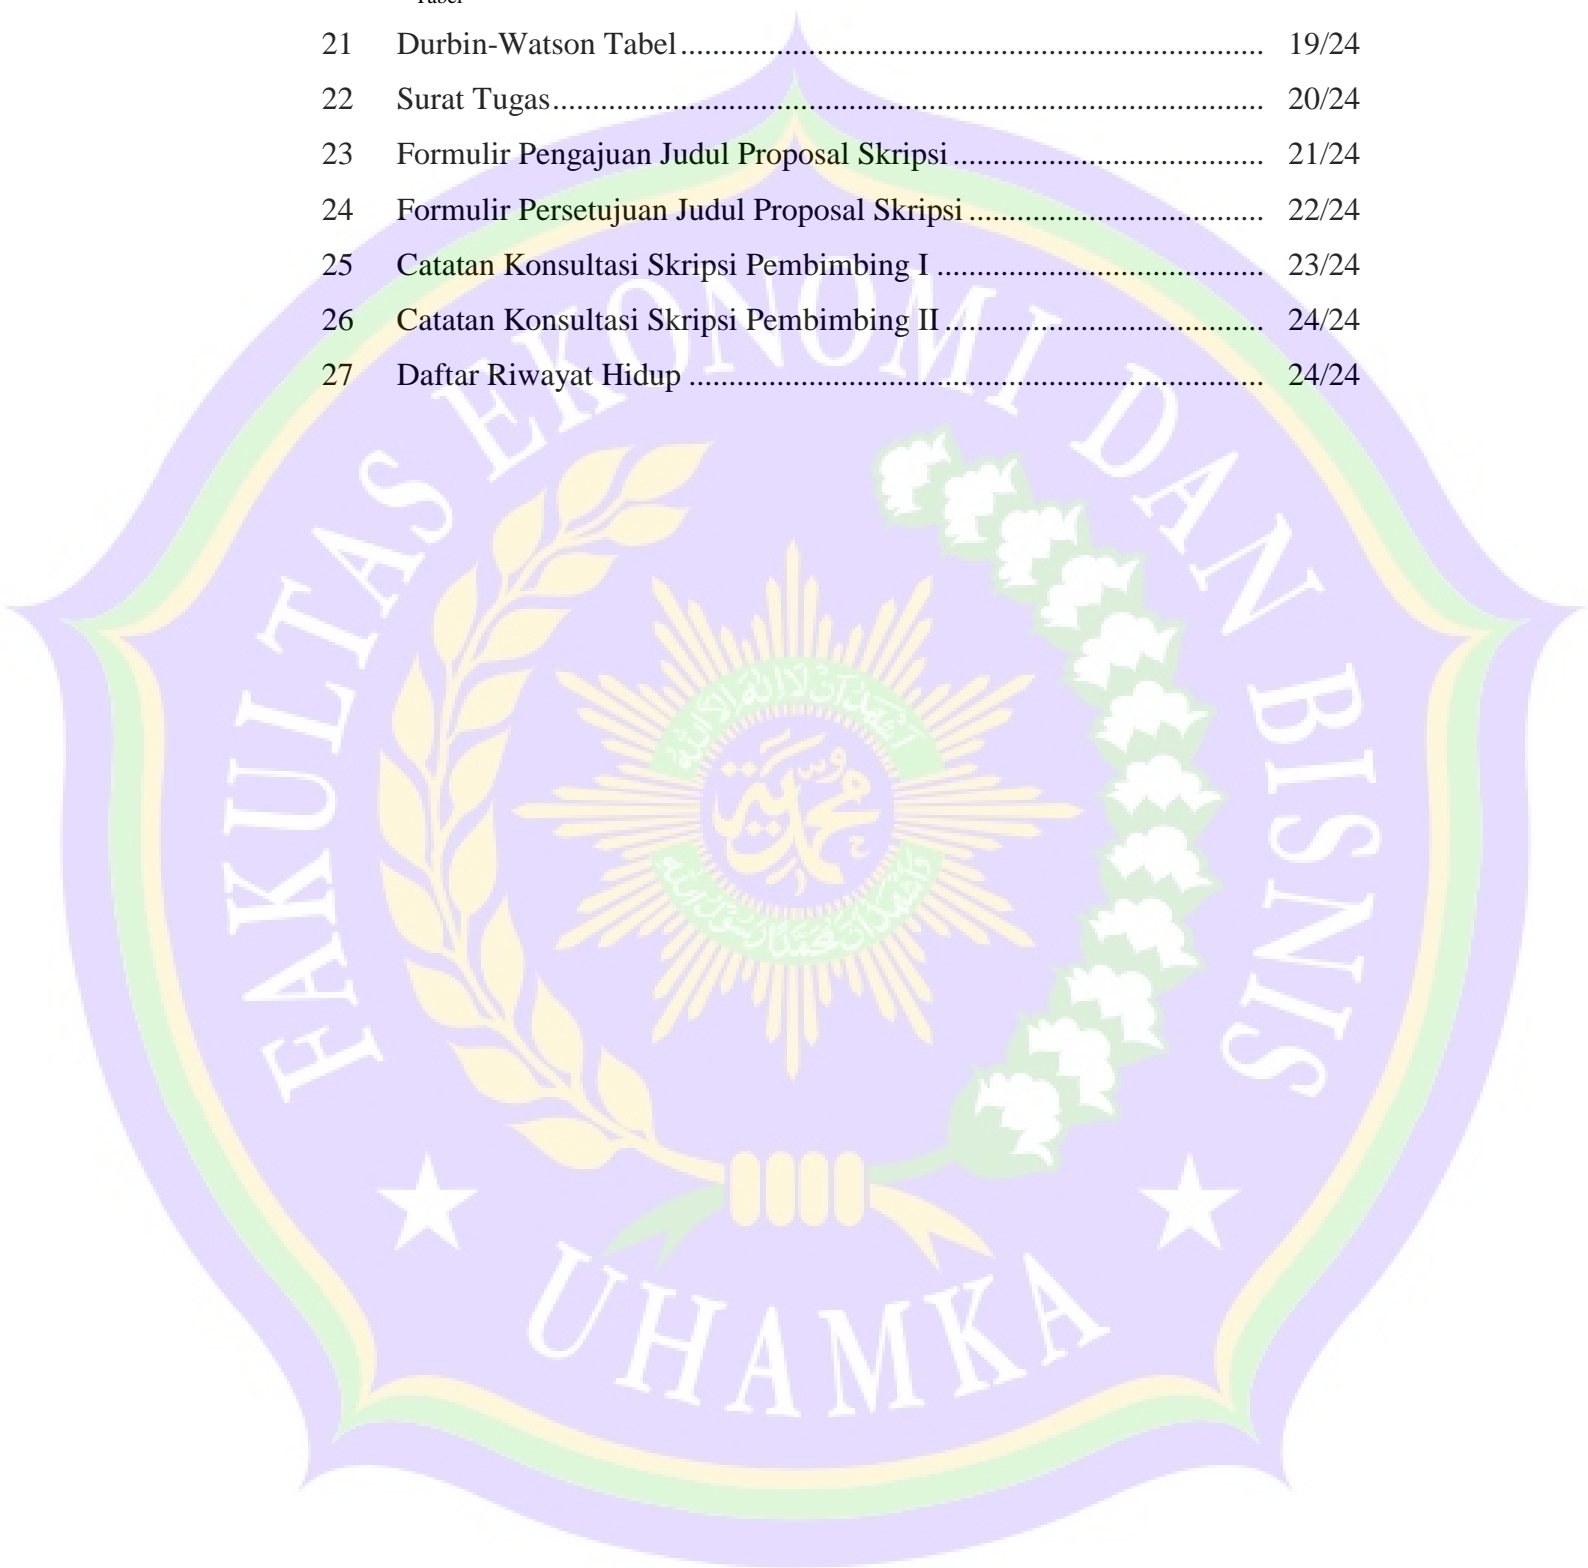 Tabel
21 Durbin-Watson Tabel........................................................................ 19/24
22 Surat Tugas........................................................................................ 20/24
23 Formulir Pengajuan Judul Proposal Skripsi...................................... 21/24
24 Formulir Persetujuan Judul Proposal Skripsi.................................... 22/24
25 Catatan Konsultasi Skripsi Pembimbing I ........................................ 23/24
26 Catatan Konsultasi Skripsi Pembimbing II ....................................... 24/24
27 Daftar Riwayat Hidup ....................................................................... 24/24
FAKULTAS EKONOMI DAN BISNIS
محمدية
UHAMKA